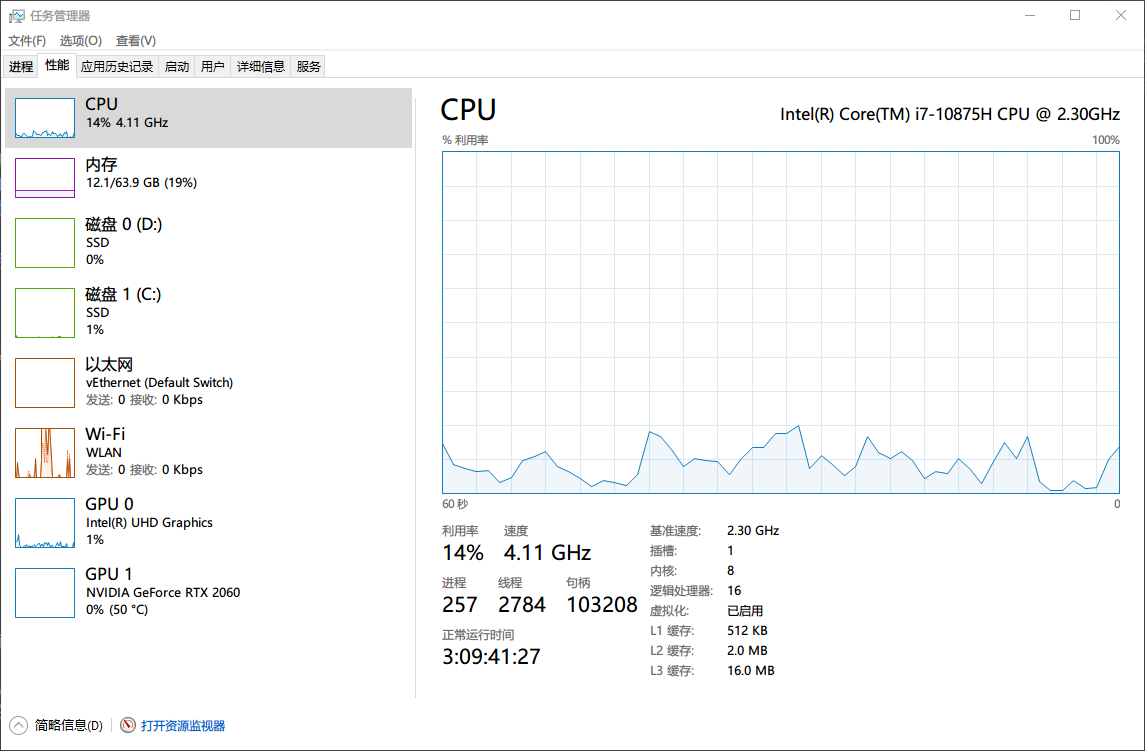 任务管理器
文件(F) 选项(O) 查看(V)
进程 性能 应用历史记录 启动 用户 详细信息 服务
CPU
14% 4.11 GHz
内存
12.1/63.9 GB (19%)
磁盘 0 (D:)
SSD
0%
磁盘 1 (C:)
SSD
1%
以太网
vEthernet (Default Switch)
发送: 0 接收: 0 Kbps
Wi-Fi
WLAN
发送: 0 接收: 0 Kbps
GPU 0
Intel(R) UHD Graphics
1%
GPU 1
NVIDIA GeForce RTX 2060
0% (50 °C)
CPU Intel(R) Core(TM) i7-10875H CPU @ 2.30GHz
% 利用率 100%
60 秒 0
利用率 速度
14% 4.11 GHz
进程 线程 句柄
257 2784 103208
正常运行时间
3:09:41:27
基准速度: 2.30 GHz
插槽: 1
内核: 8
逻辑处理器: 16
虚拟化: 已启用
L1 缓存: 512 KB
L2 缓存: 2.0 MB
L3 缓存: 16.0 MB
简略信息(D) 打开资源监视器